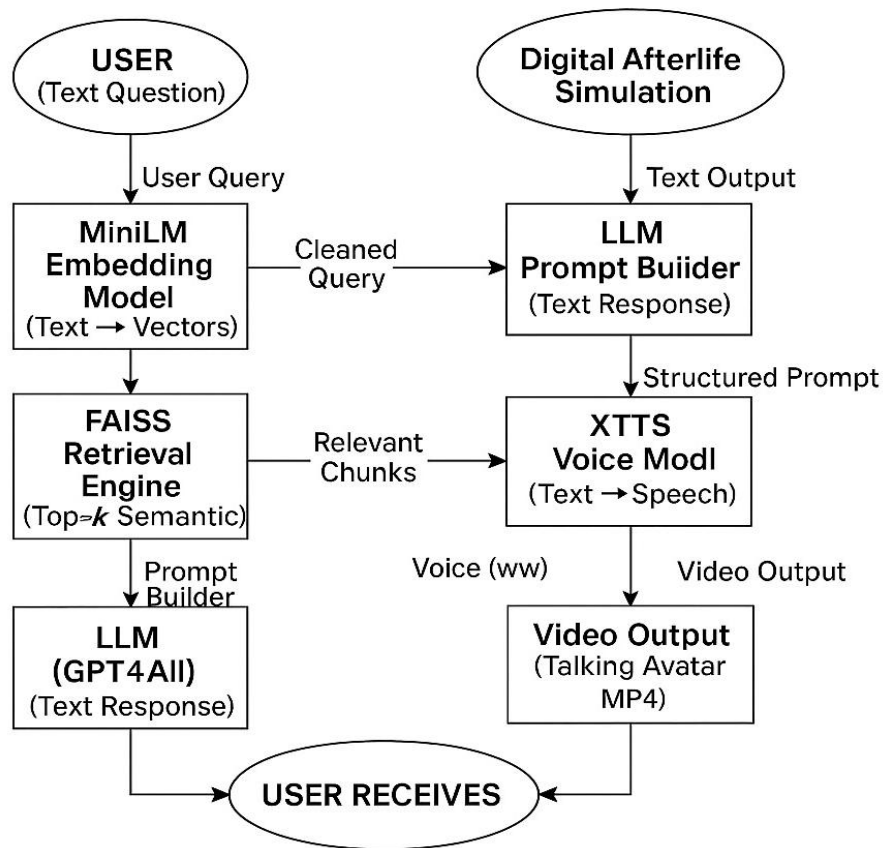 USER
(Text Question)
Digital Afterlife
Simulation
User Query
Text Output
MiniLM
Embedding
Model
(Text → Vectors)
Cleaned
Query
LLM
Prompt Buiider
(Text Response)
Structured Prompt
FAISS
Retrieval
Engine
(Top-k Semantic)
Relevant
Chunks
XTTS
Voice Modl
(Text → Speech)
Prompt
Builder
Voice (ww)
Video Output
LLM
(GPT4All)
(Text Response)
Video Output
(Talking Avatar
MP4)
USER RECEIVES